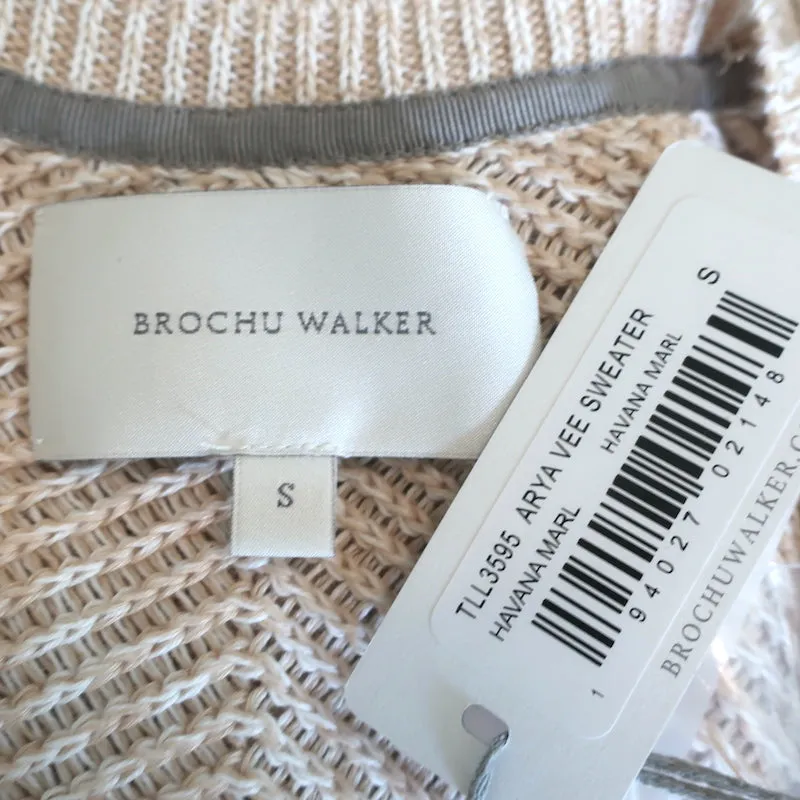 BROCHU WALKER
S
S
TLL3595 ARYA VEE SWEATER
HAVANA MARL HAVANA MARL
1 94027 02148
BROCHUWALKER.C